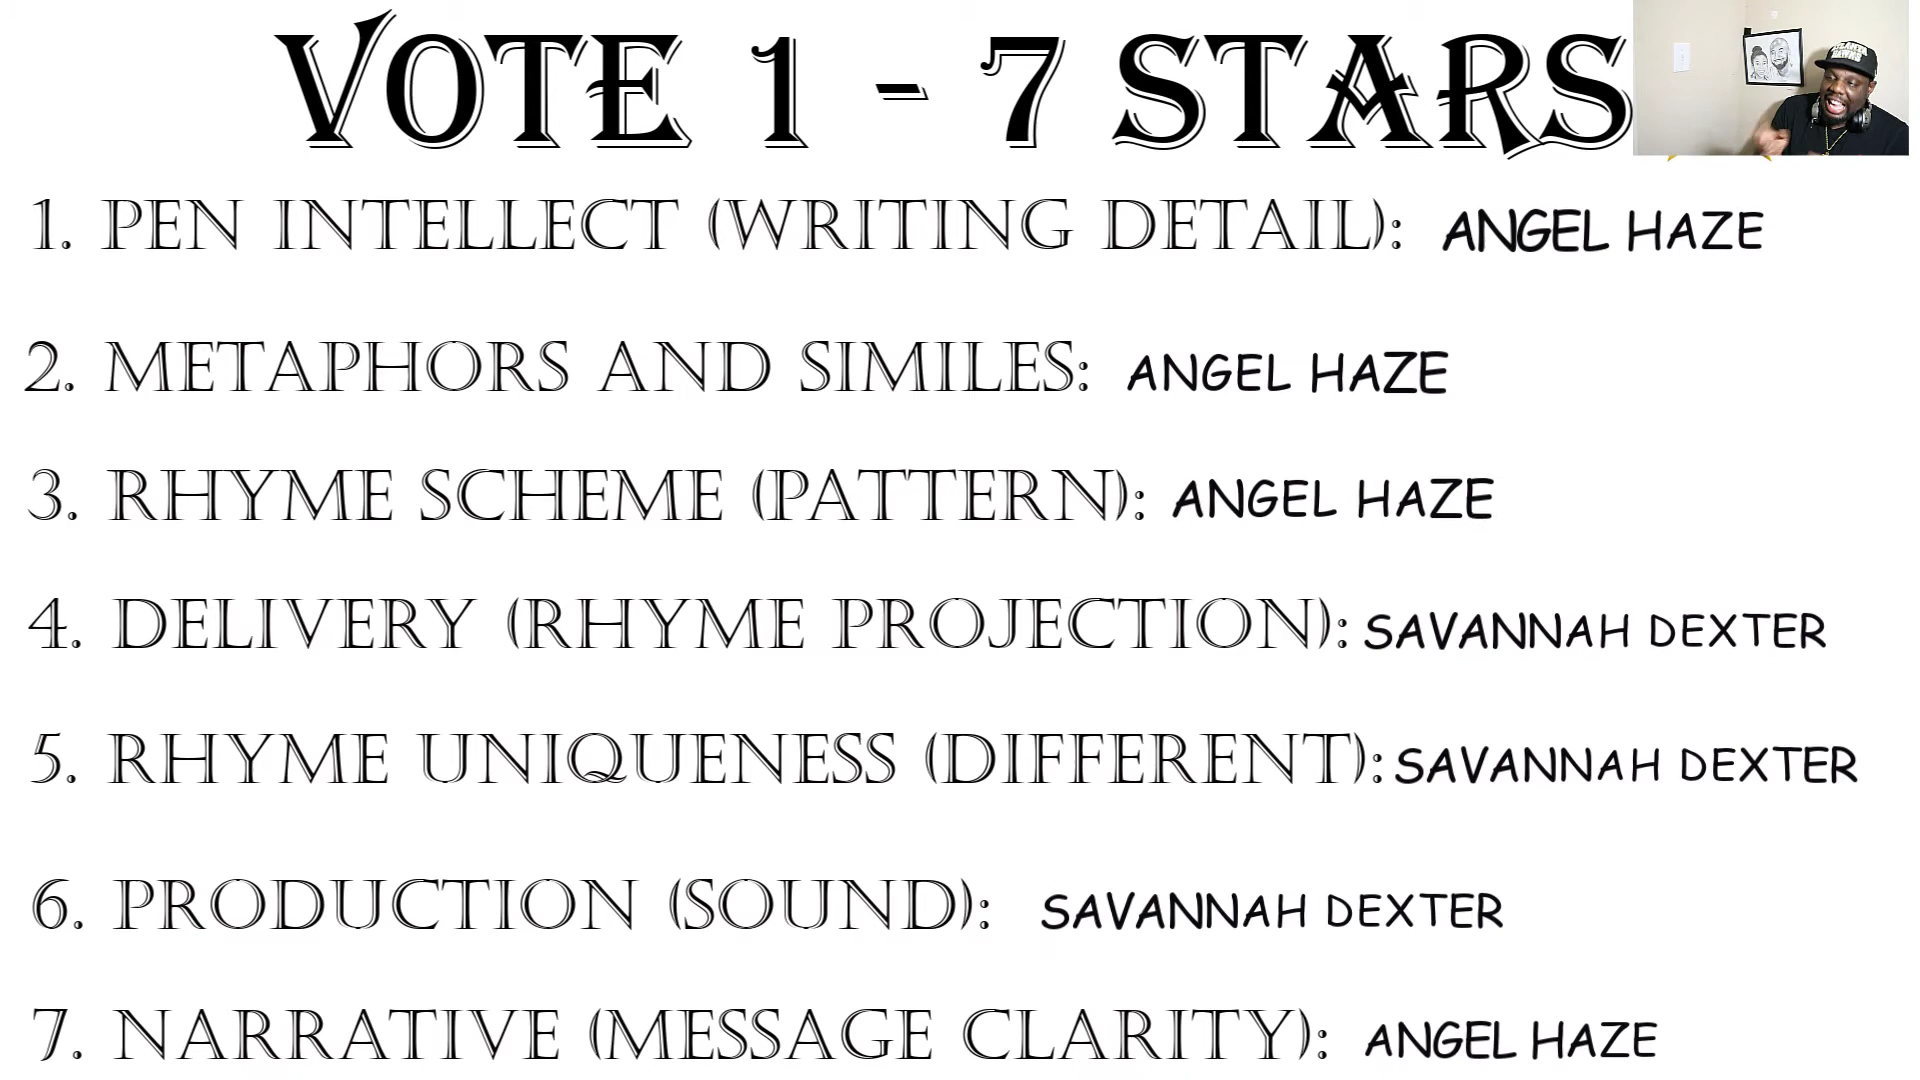 VOTE 1 - 7 STARS
ATLANTA
HAWKS
1. PEN INTELLECT (WRITING DETAIL): ANGEL HAZE
2. METAPHORS AND SIMILES: ANGEL HAZE
3. RHYME SCHEME (PATTERN): ANGEL HAZE
4. DELIVERY (RHYME PROJECTION): SAVANNAH DEXTER
5. RHYME UNIQUENESS (DIFFERENT): SAVANNAH DEXTER
6. PRODUCTION (SOUND): SAVANNAH DEXTER
7. NARRATIVE (MESSAGE CLARITY): ANGEL HAZE